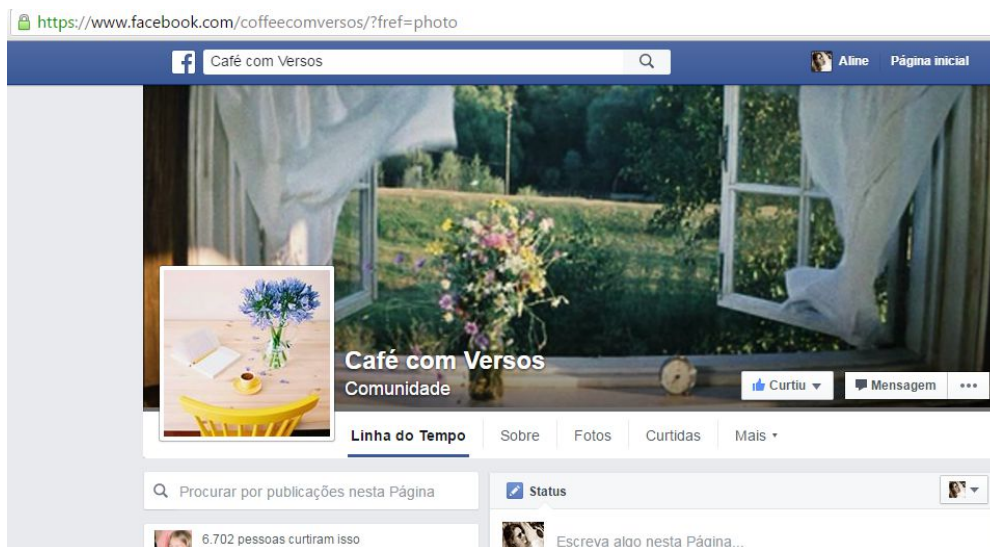 https://www.facebook.com/coffeecomversos/?fref=photo
f Café com Versos Aline Página inicial
Café com Versos
Comunidade
Curtiu Mensagem
Linha do Tempo Sobre Fotos Curtidas Mais
Procurar por publicações nesta Página
Status
6.702 pessoas curtiram isso
Escreva algo nesta Página...